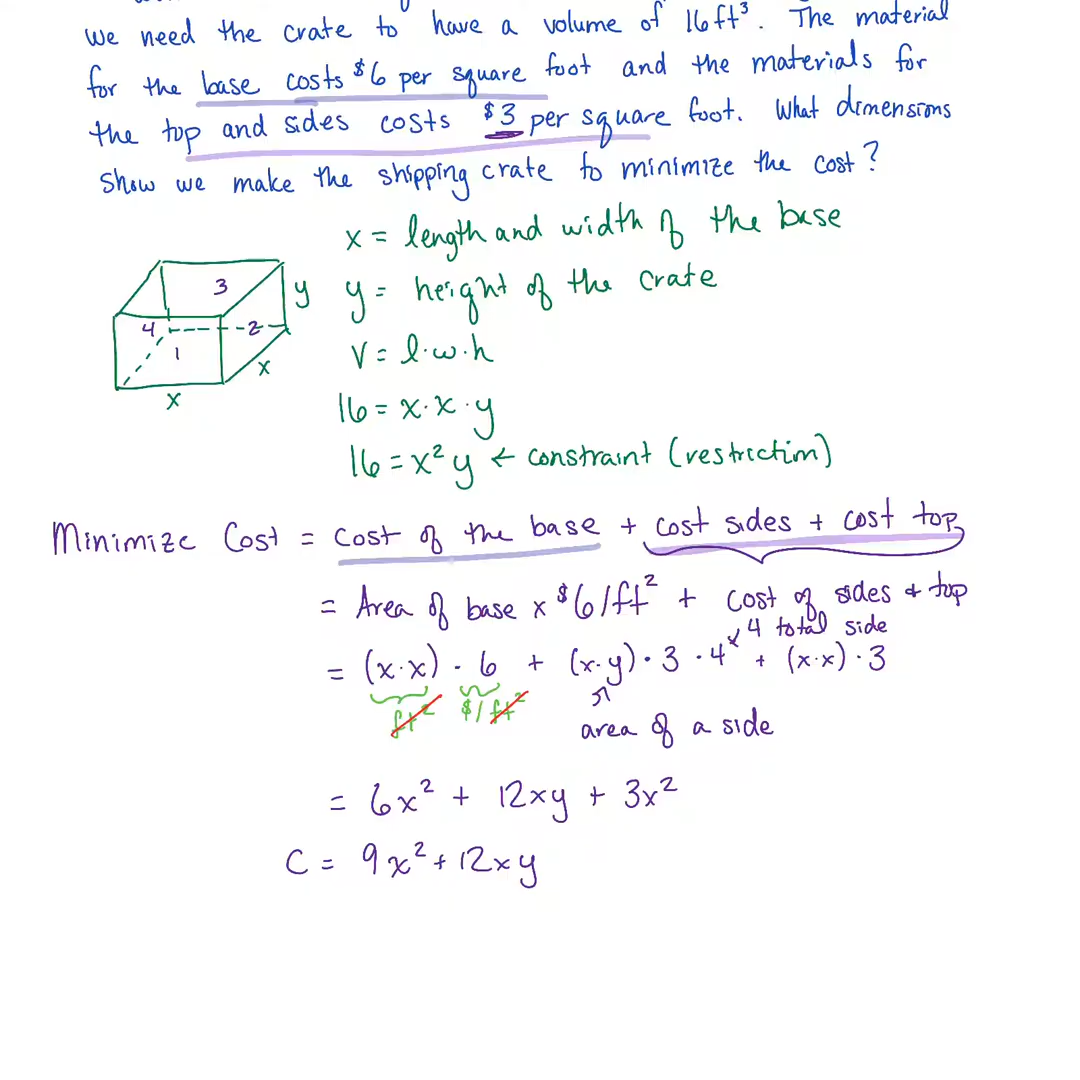 we need the crate to have a volume of 16ft³. The material
for the base costs $6 per square foot and the materials for
the top and sides costs $3 per square foot. What dimensions
show we make the shipping crate to minimize the cost?
x = length and width of the base
3
y
y = height of the crate
4
2
1
V = l·w·h
x
x
16 = x·x·y
16 = x²y ← constraint (restriction)
Minimize Cost = cost of the base + cost sides + cost top
= Area of base x $6/ft² + cost of sides + top
x 4 total side
= (x·x) · 6 + (x·y) · 3 · 4 + (x·x) · 3
ft² $/ft²
area of a side
= 6x² + 12xy + 3x²
C = 9x² + 12xy